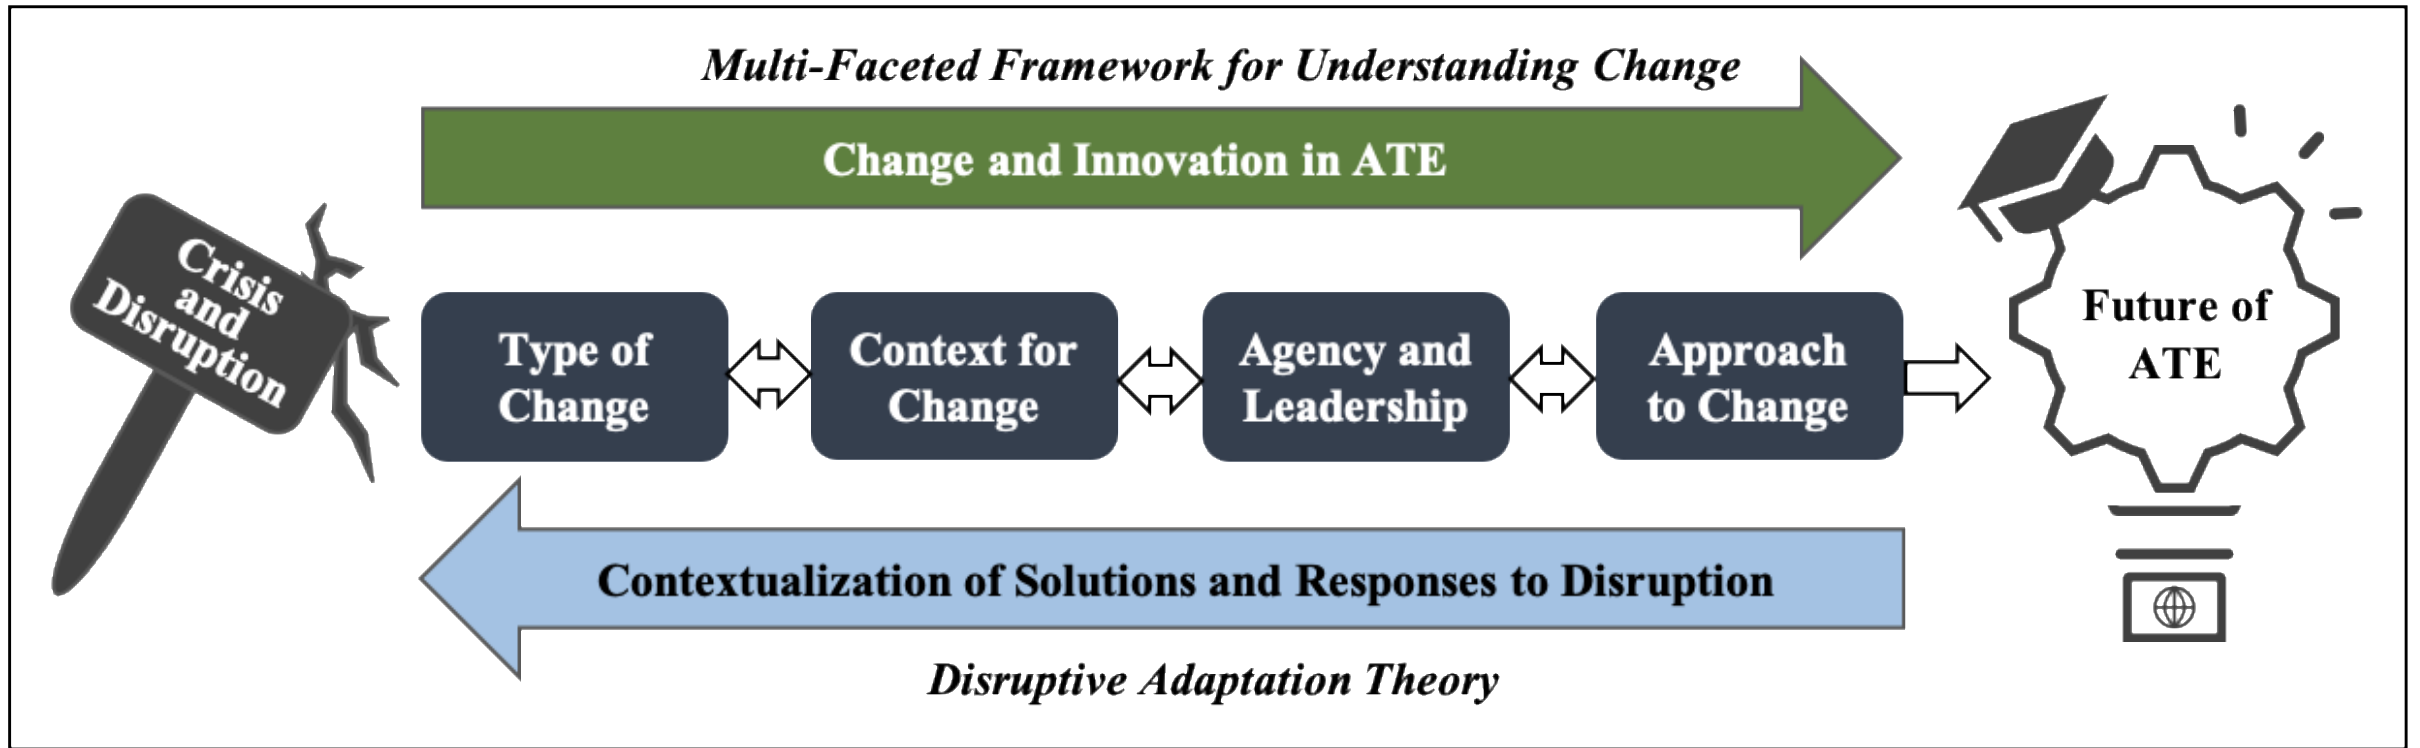 Multi-Faceted Framework for Understanding Change
Change and Innovation in ATE
Crisis
and
Disruption
Type of
Change
Context for
Change
Agency and
Leadership
Approach
to Change
Future of
ATE
Contextualization of Solutions and Responses to Disruption
Disruptive Adaptation Theory